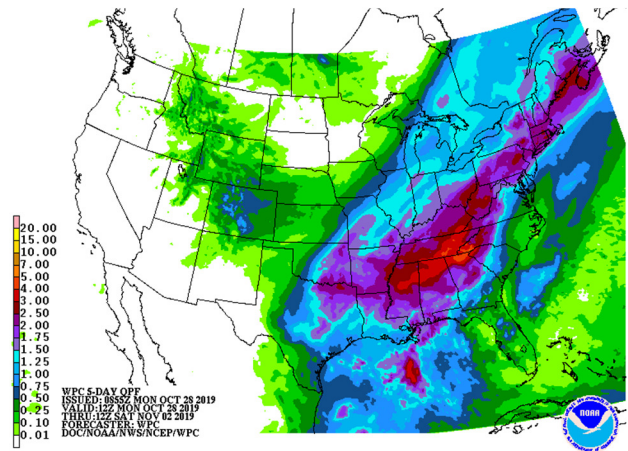 20.00
15.00
10.00
7.00
5.00
4.00
3.00
2.50
2.00
1.75
1.50
1.25
1.00
0.75
0.50
0.25
0.10
0.01
WPC 5-DAY QPF
ISSUED: 0855Z MON OCT 28 2019
VALID: 12Z MON OCT 28 2019
THRU: 12Z SAT NOV 02 2019
FORECASTER: WPC
DOC/NOAA/NWS/NCEP/WPC
NOAA